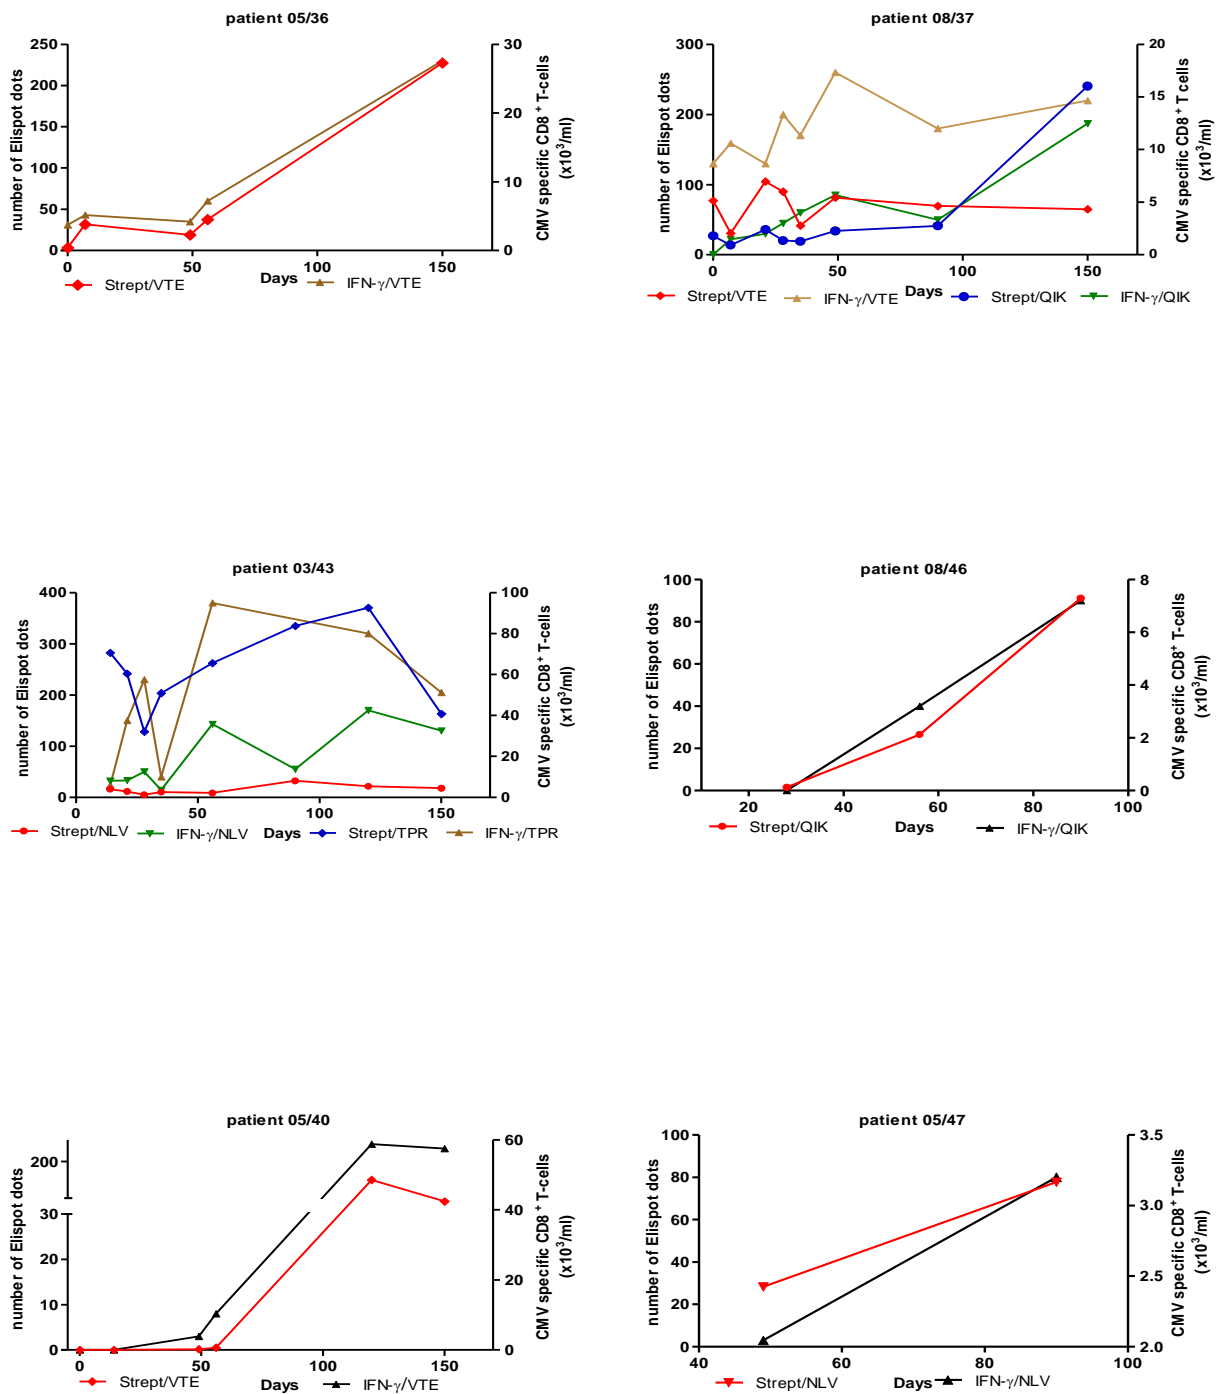 patient 05/36
number of Elispot dots
250
200
150
100
50
0
0 50 100 150
30
20
10
0
CMV specific CD8+ T-cells
(x10³/ml)
Days
Strept/VTE IFN-γ/VTE
patient 08/37
number of Elispot dots
300
200
100
0
0 50 100 150
20
15
10
5
0
CMV specific CD8+ T cells
(x10³/ml)
Strept/VTE IFN-γ/VTE Days Strept/QIK IFN-γ/QIK
patient 03/43
number of Elispot dots
400
300
200
100
0
0 50 100 150
100
80
60
40
20
0
CMV specific CD8+ T-cells
(x10³/ml)
Strept/NLV IFN-γ/NLV Days Strept/TPR IFN-γ/TPR
patient 08/46
number of Elispot dots
100
80
60
40
20
0
20 40 60 80 100
8
6
4
2
0
CMV specific CD8+ T-cells
(x10³/ml)
Strept/QIK Days IFN-γ/QIK
patient 05/40
number of Elispot dots
200
30
20
10
0
0 50 100 150
60
40
20
0
CMV specific CD8+ T-cells
(x10³/ml)
Strept/VTE Days IFN-γ/VTE
patient 05/47
number of Elispot dots
100
80
60
40
20
0
40 60 80 100
3.5
3.0
2.5
2.0
CMV specific CD8+ T-cells
(x10³/ml)
Strept/NLV Days IFN-γ/NLV